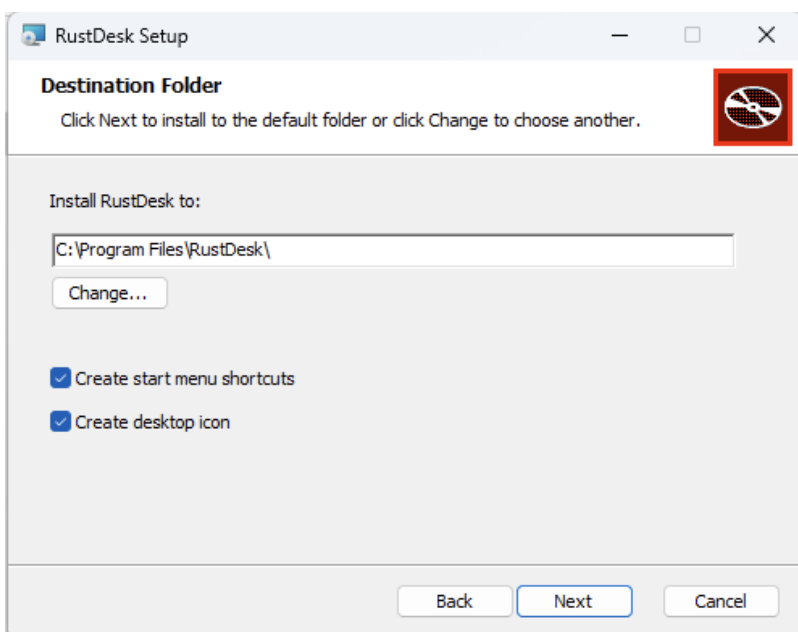 RustDesk Setup
Destination Folder
Click Next to install to the default folder or click Change to choose another.
Install RustDesk to:
C:\Program Files\RustDesk\
Change...
Create start menu shortcuts
Create desktop icon
Back Next Cancel